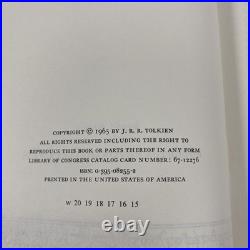 COPYRIGHT © 1965 BY J. R. R. TOLKIEN
ALL RIGHTS RESERVED INCLUDING THE RIGHT TO
REPRODUCE THIS BOOK OR PARTS THEREOF IN ANY FORM
LIBRARY OF CONGRESS CATALOG CARD NUMBER: 67-12276
ISBN: 0-395-08255-2
PRINTED IN THE UNITED STATES OF AMERICA
W 20 19 18 17 16 15